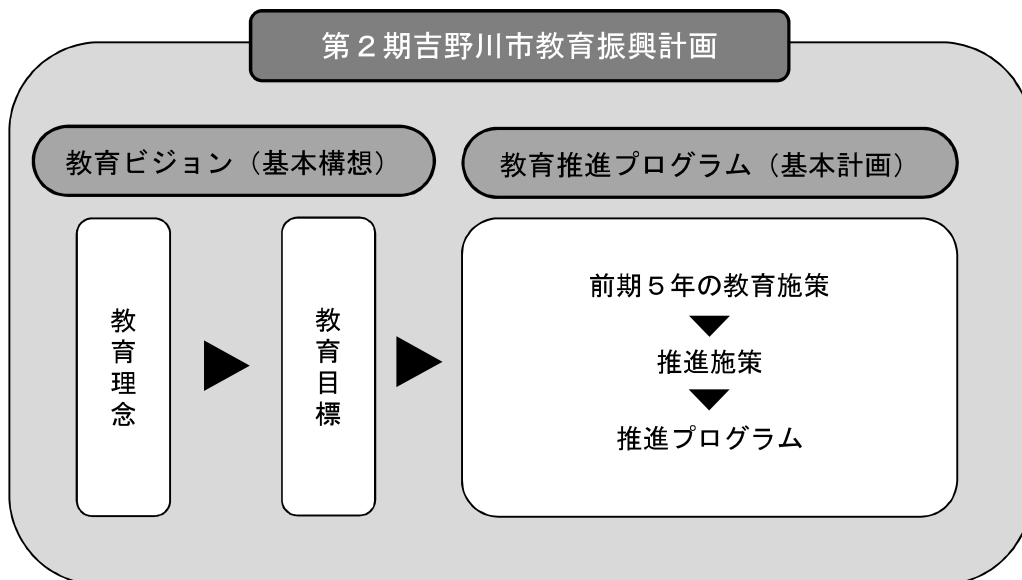 第２期吉野川市教育振興計画
教育ビジョン（基本構想）
教育推進プログラム（基本計画）
教育理念
教育目標
前期５年の教育施策
推進施策
推進プログラム